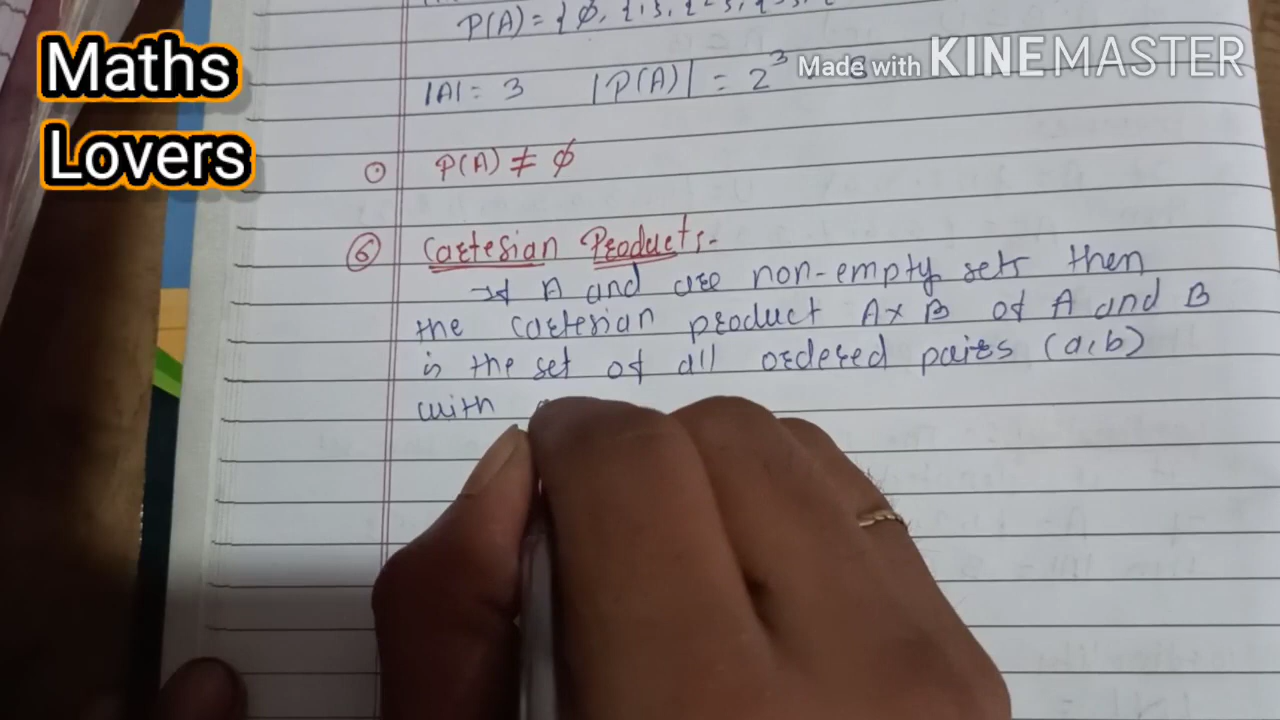 Maths
Lovers
Made with KINEMASTER
P(A) = {ϕ, {1},
|A| = 3 |P(A)| = 2³
P(A) ≠ ϕ
⑥ Cartesian Products.
If A and are non-empty sets then
the cartesian product A x B of A and B
is the set of all ordered pairs (a,b)
with